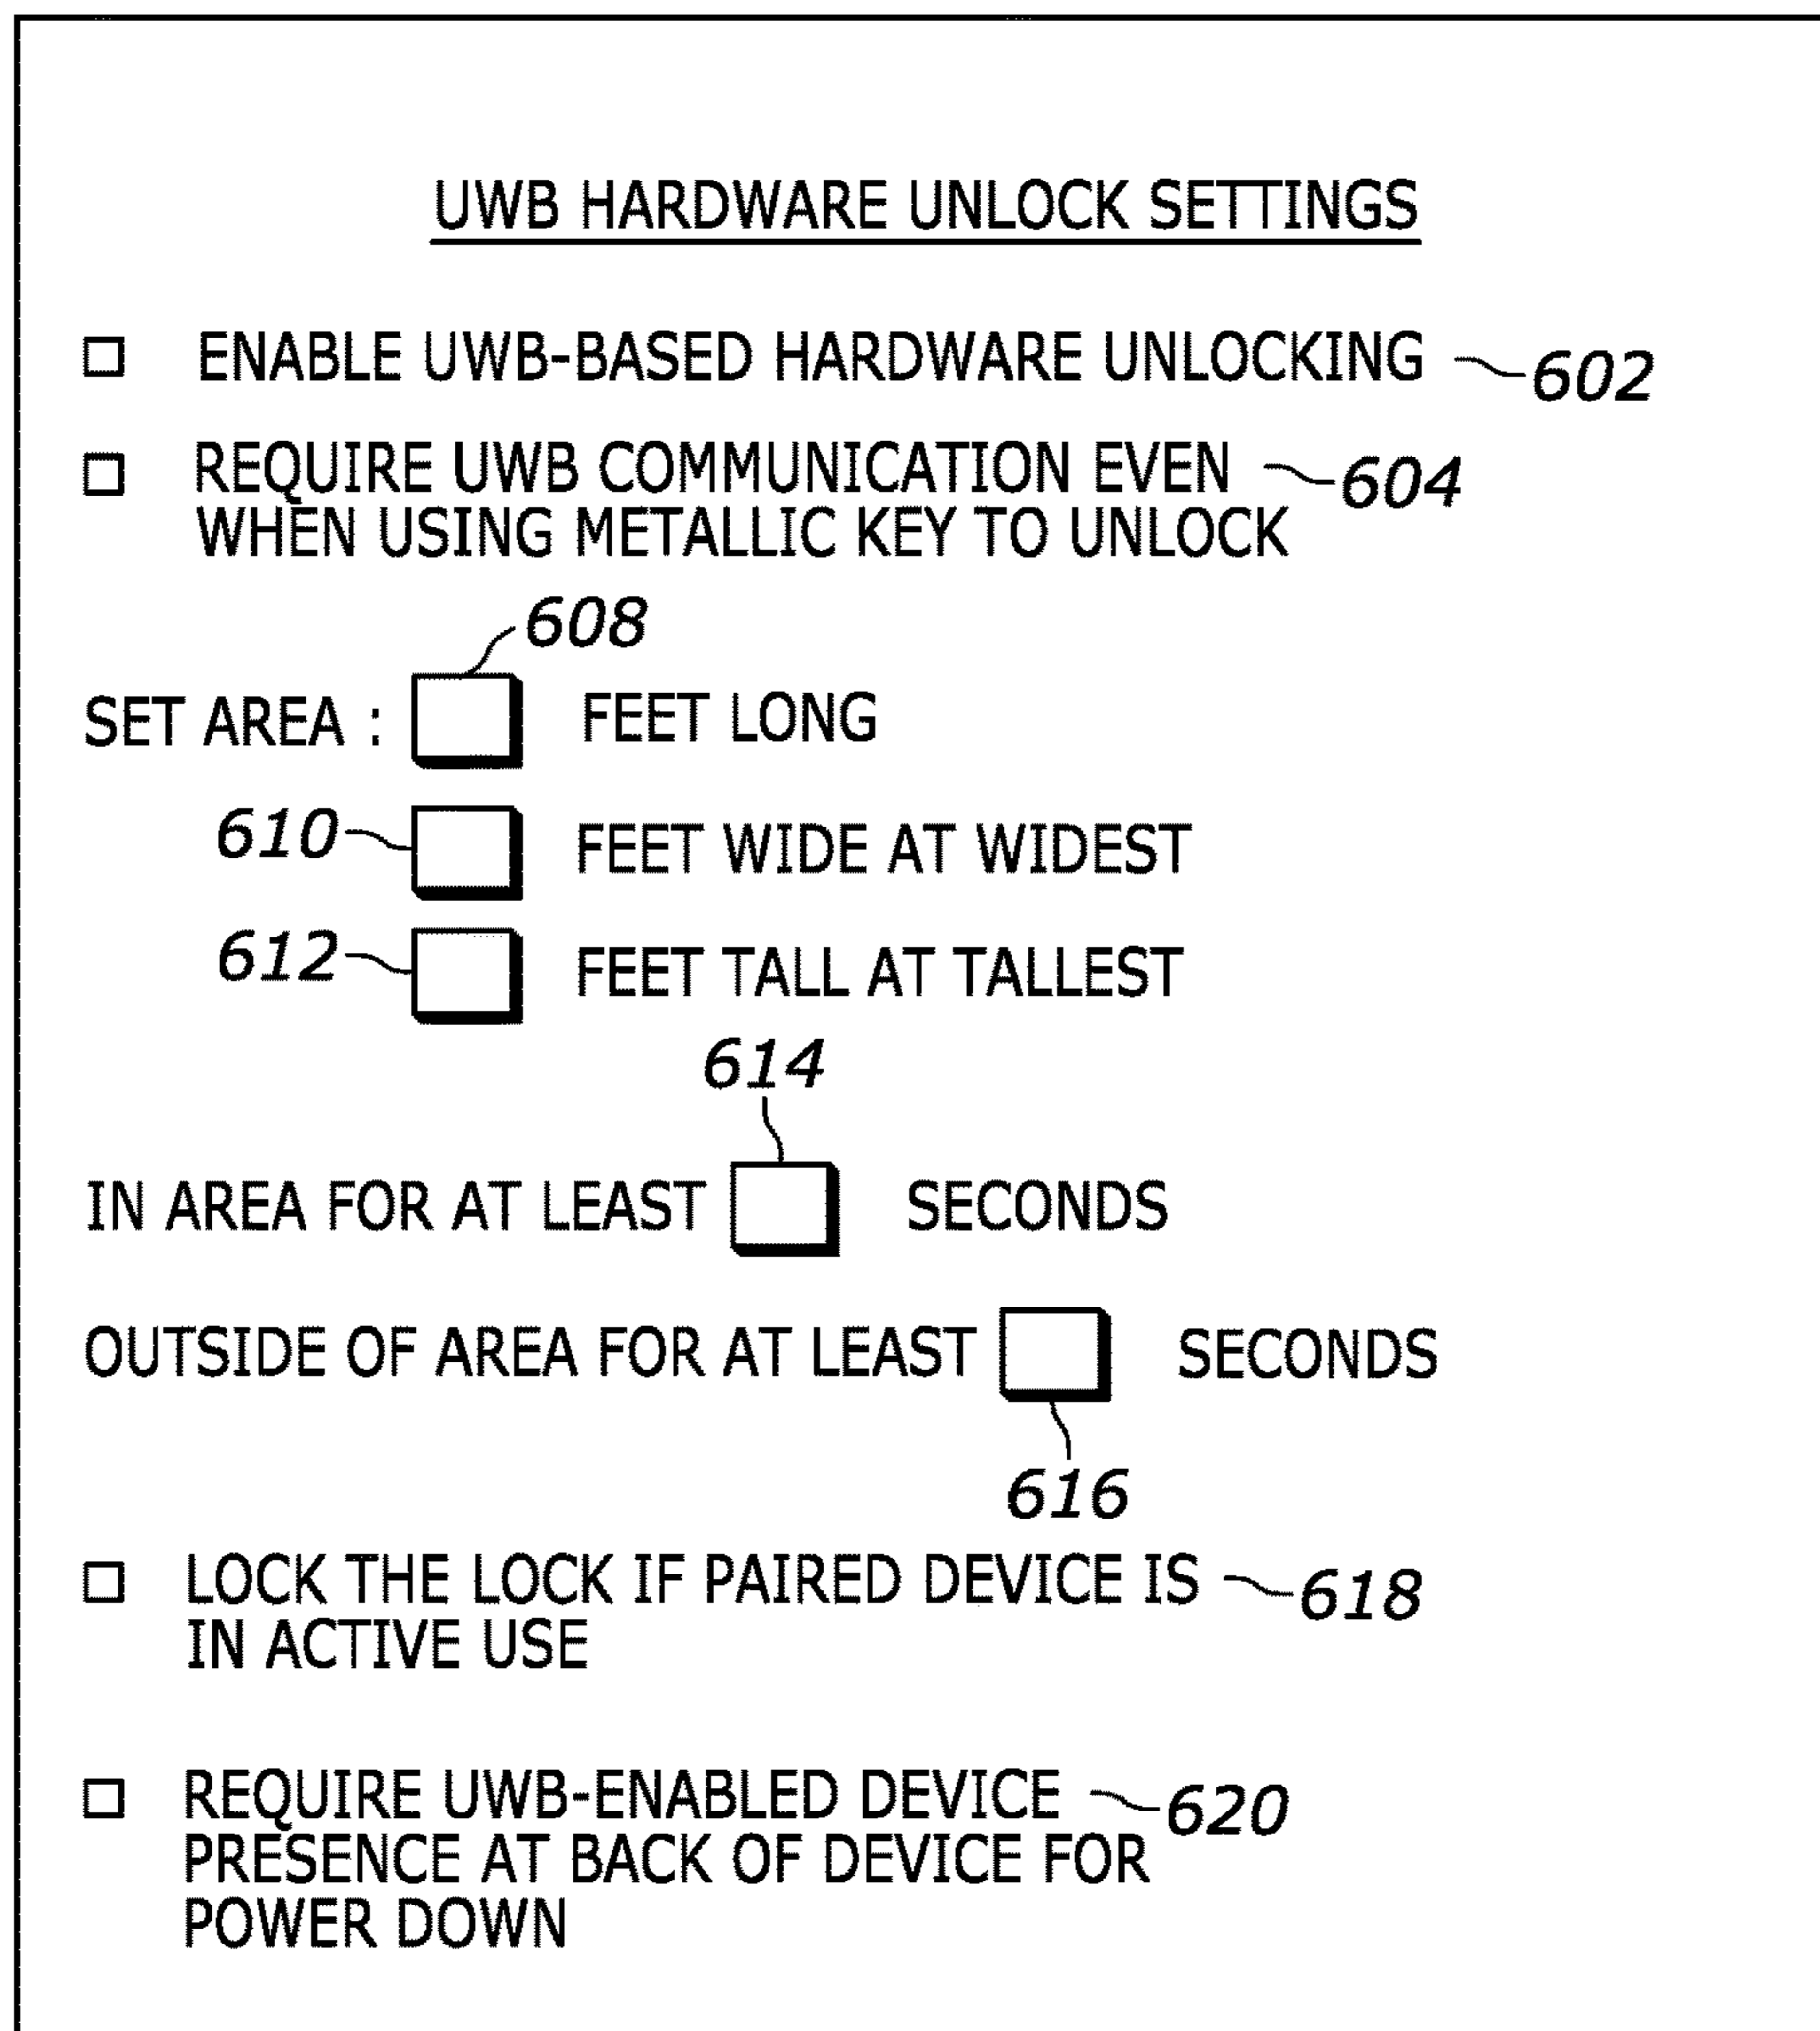 UWB HARDWARE UNLOCK SETTINGS
ENABLE UWB-BASED HARDWARE UNLOCKING 602
REQUIRE UWB COMMUNICATION EVEN 604
WHEN USING METALLIC KEY TO UNLOCK
608
SET AREA : FEET LONG
610 FEET WIDE AT WIDEST
612 FEET TALL AT TALLEST
614
IN AREA FOR AT LEAST SECONDS
OUTSIDE OF AREA FOR AT LEAST SECONDS
616
LOCK THE LOCK IF PAIRED DEVICE IS 618
IN ACTIVE USE
REQUIRE UWB-ENABLED DEVICE 620
PRESENCE AT BACK OF DEVICE FOR
POWER DOWN